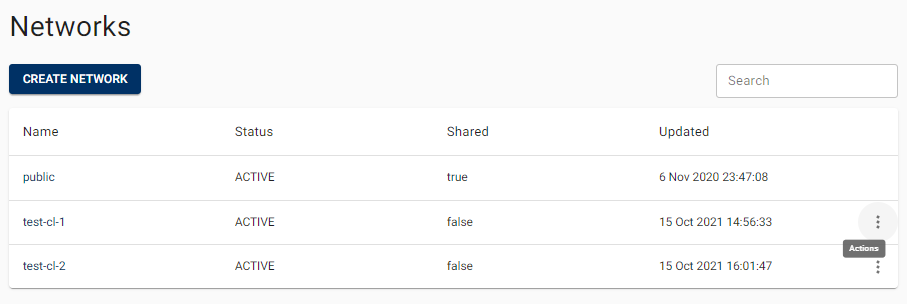 Networks
CREATE NETWORK
Search
Name Status Shared Updated
public ACTIVE true 6 Nov 2020 23:47:08
test-cl-1 ACTIVE false 15 Oct 2021 14:56:33
Actions
test-cl-2 ACTIVE false 15 Oct 2021 16:01:47